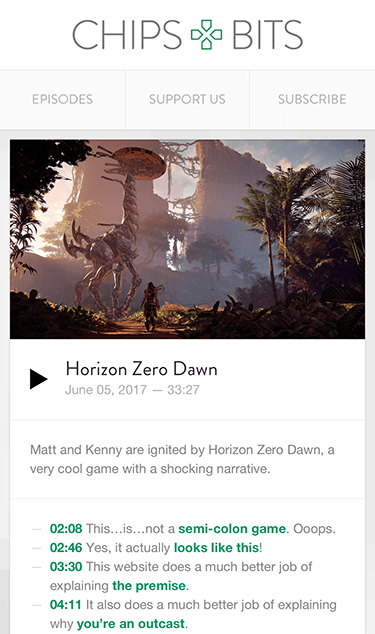 CHIPS BITS
EPISODES SUPPORT US SUBSCRIBE
Horizon Zero Dawn
June 05, 2017 — 33:27
Matt and Kenny are ignited by Horizon Zero Dawn, a
very cool game with a shocking narrative.
— 02:08 This…is…not a semi-colon game. Ooops.
— 02:46 Yes, it actually looks like this!
— 03:30 This website does a much better job of
explaining the premise.
— 04:11 It also does a much better job of explaining
why you’re an outcast.